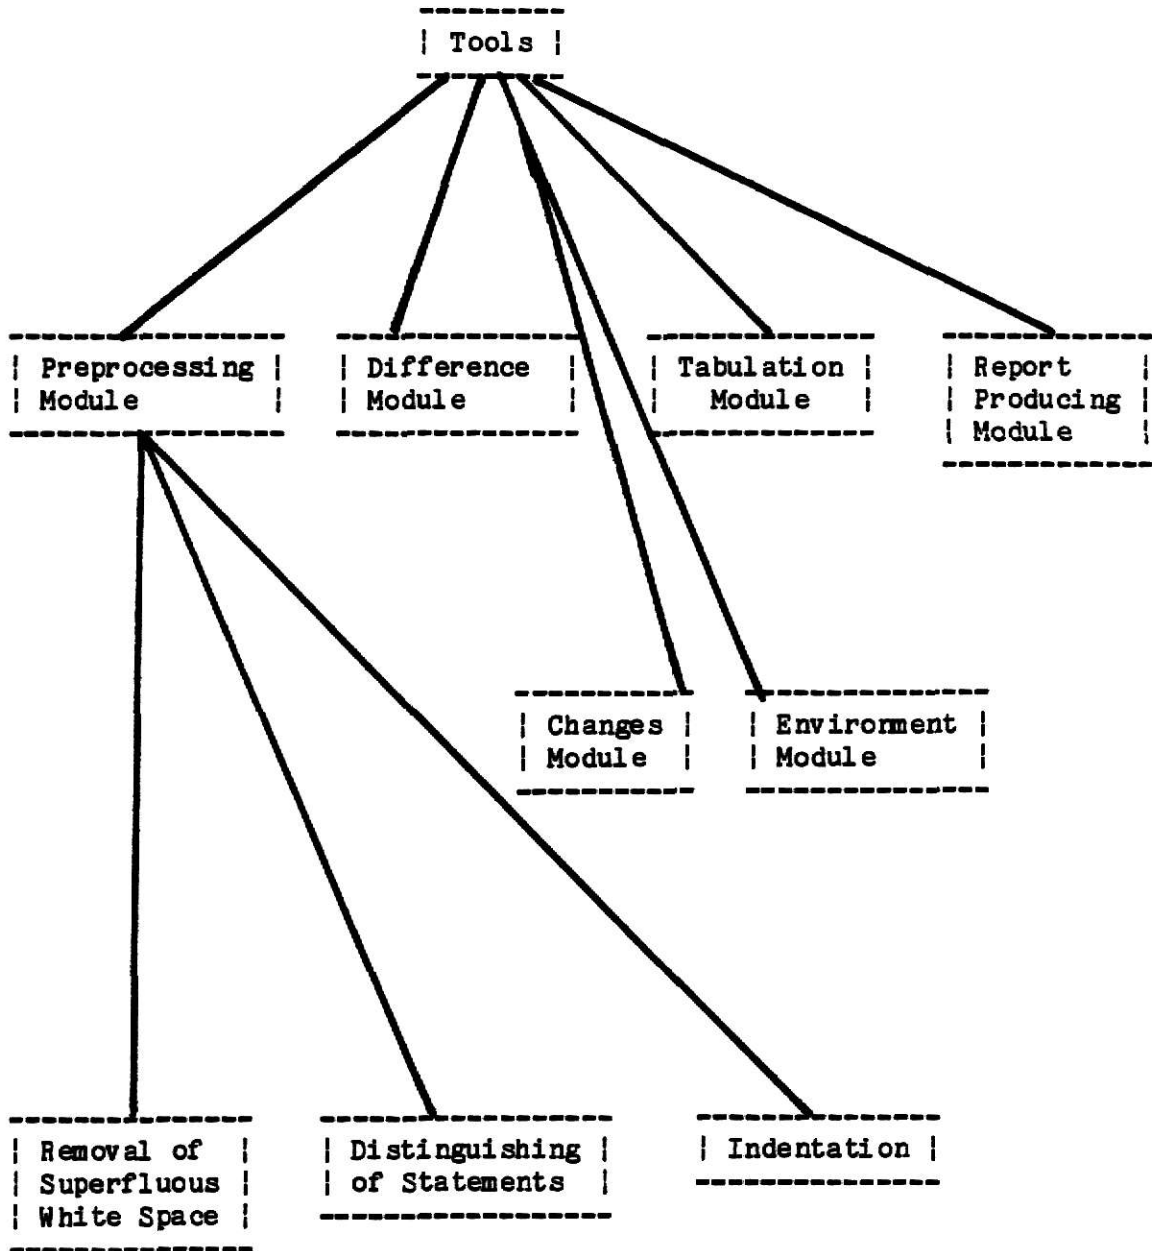 Tools
Preprocessing
Module
Difference
Module
Tabulation
Module
Report
Producing
Module
Changes
Module
Environment
Module
Removal of
Superfluous
White Space
Distinguishing
of Statements
Indentation